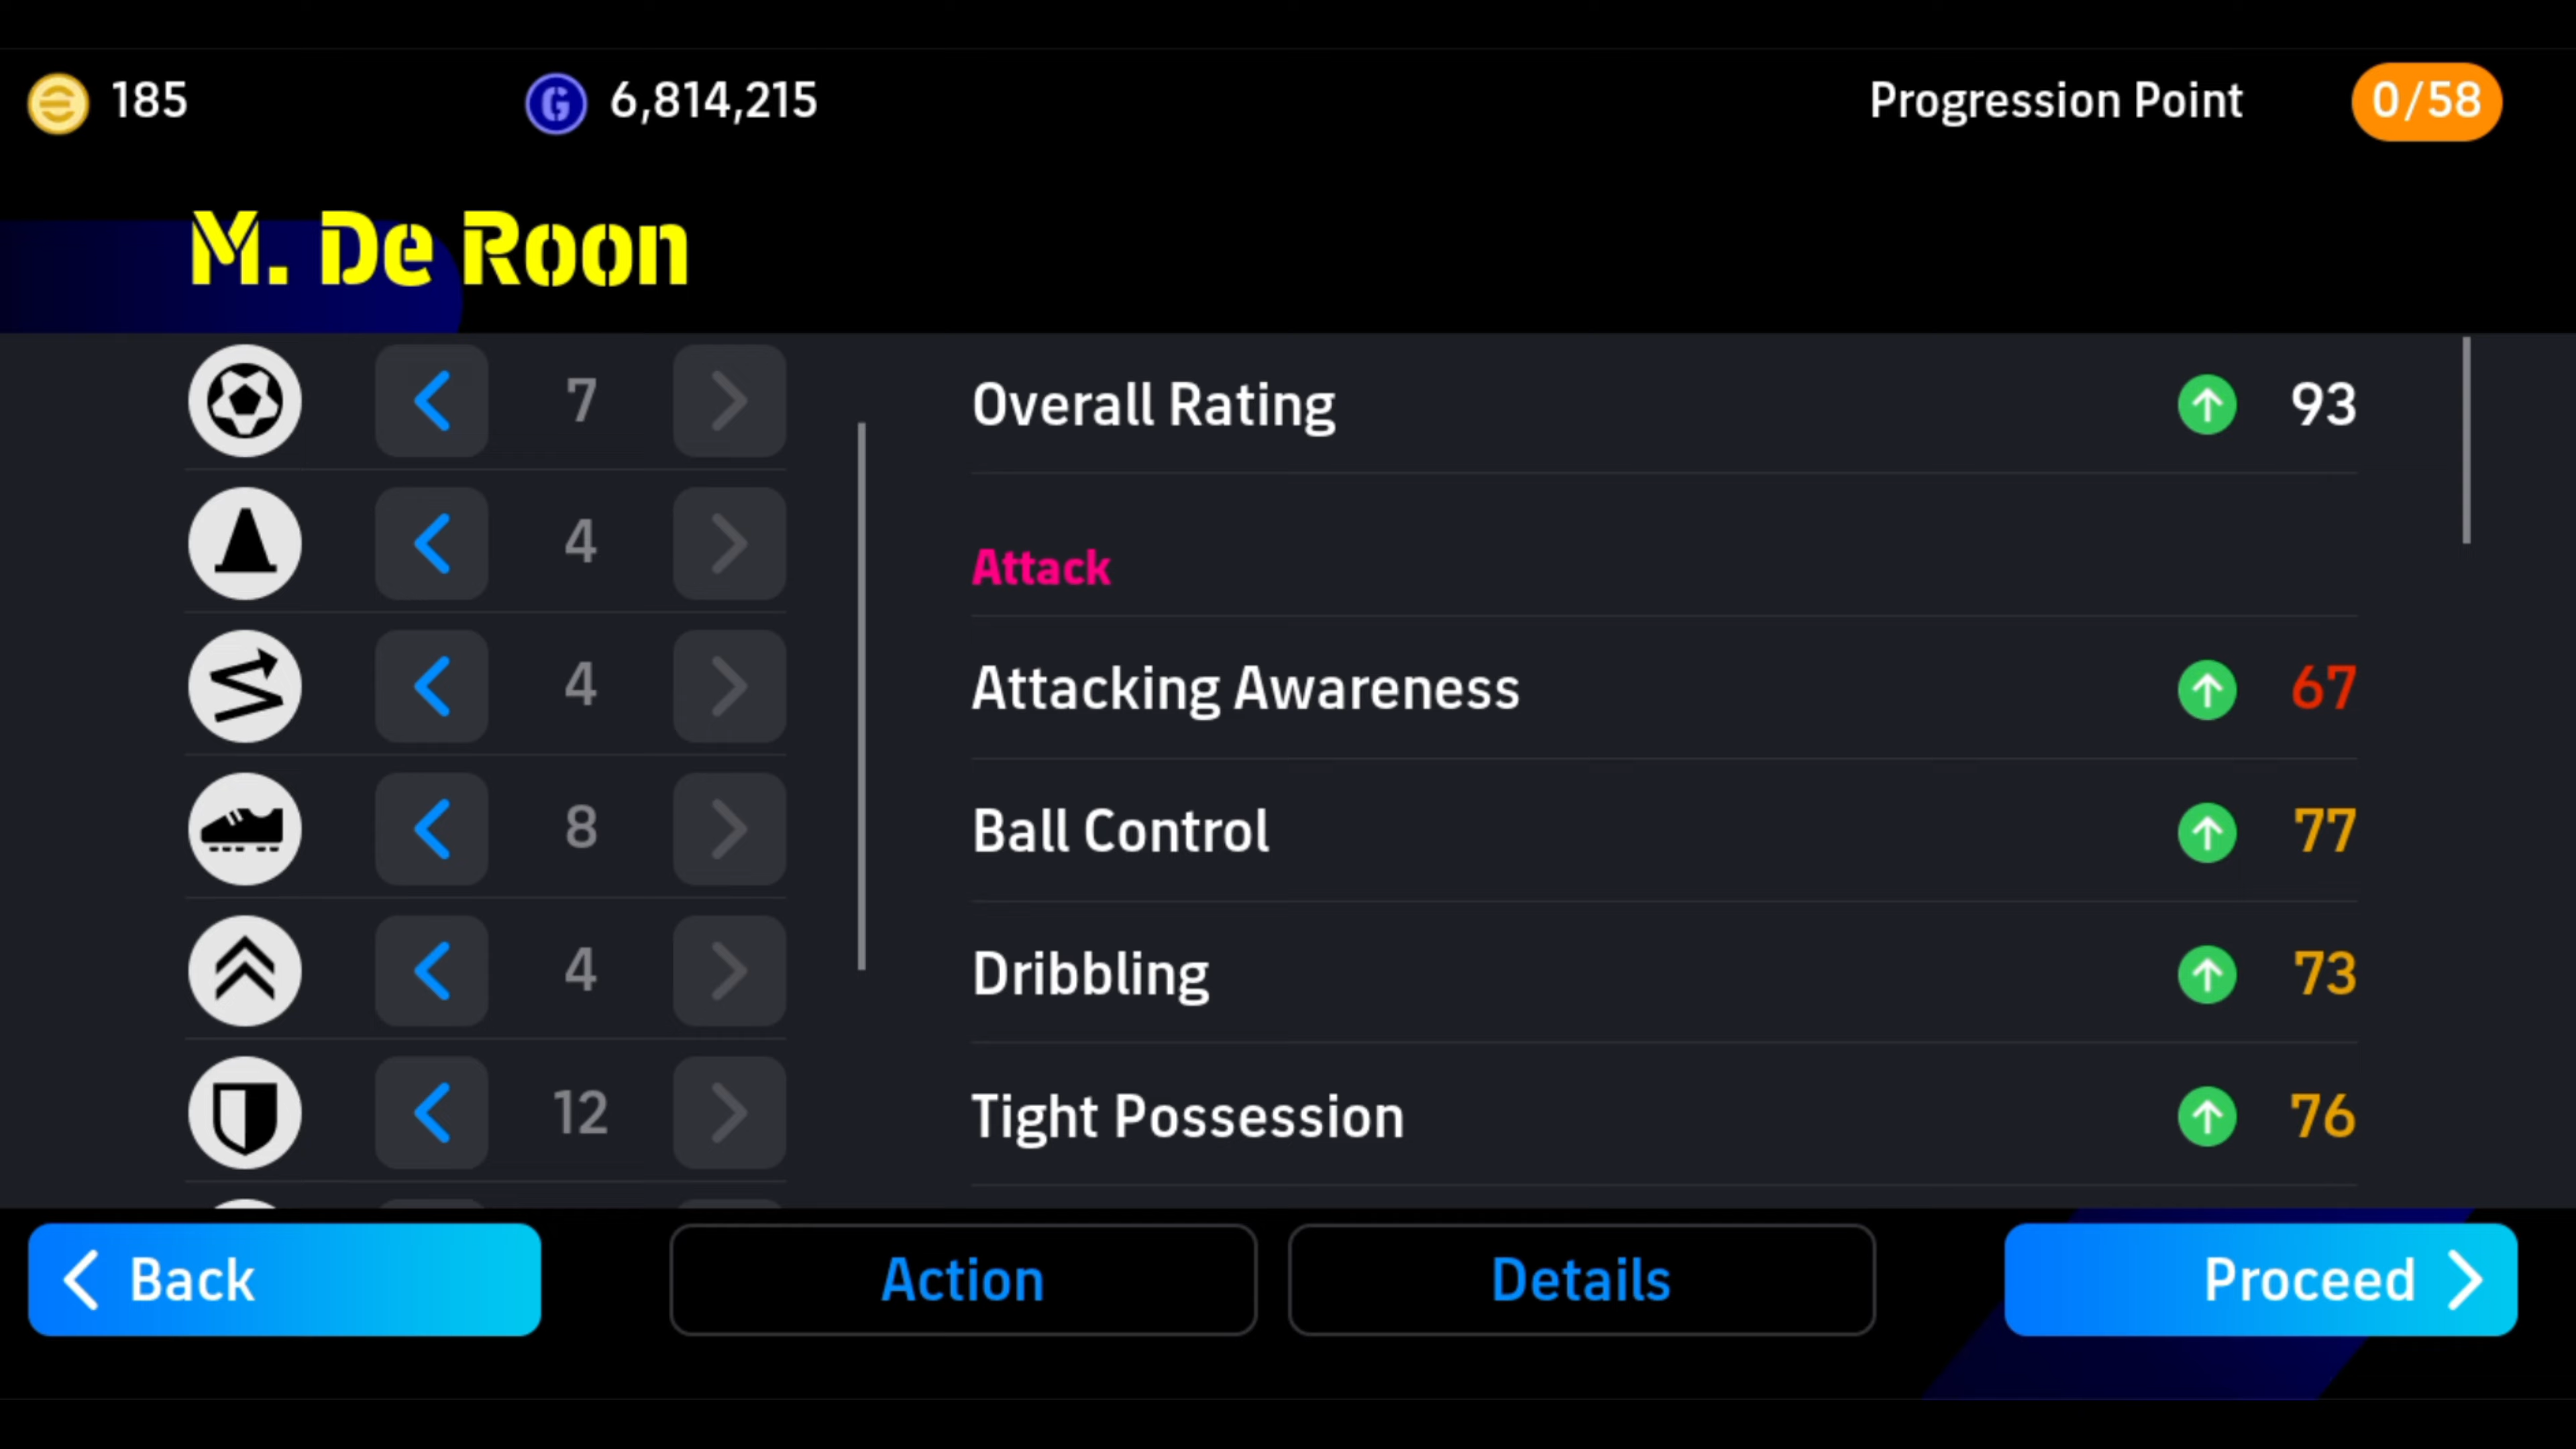 185
6,814,215
Progression Point
0/58
M. De Roon
7
4
4
8
4
12
Overall Rating
93
Attack
Attacking Awareness
67
Ball Control
77
Dribbling
73
Tight Possession
76
Back
Action
Details
Proceed